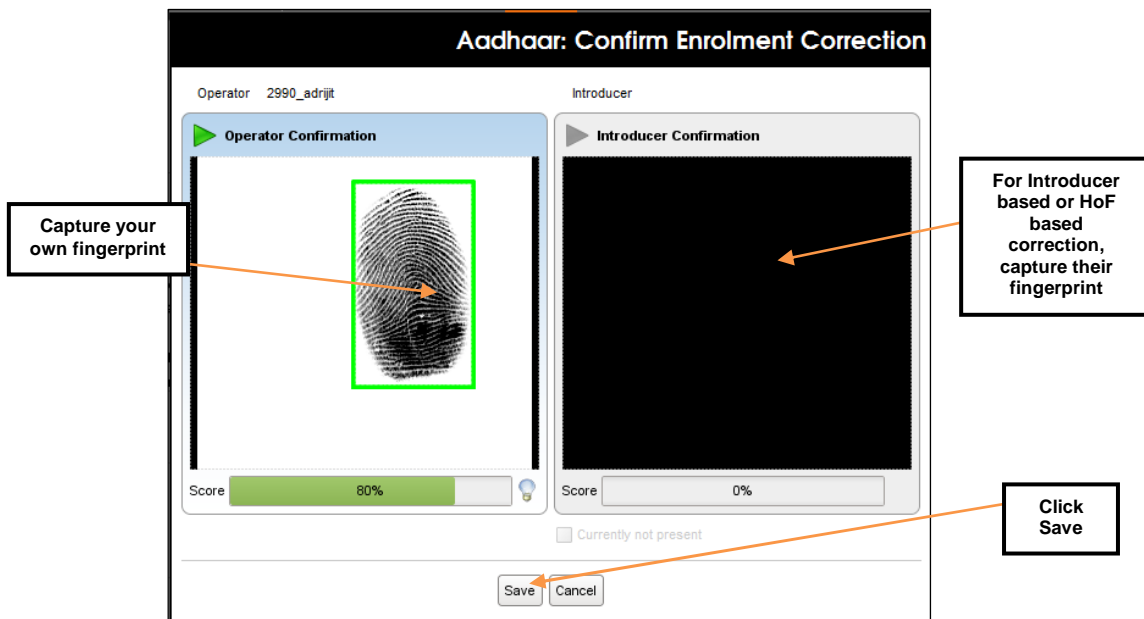 Aadhaar: Confirm Enrolment Correction
Operator 2990_adrijit
Introducer
Operator Confirmation
Introducer Confirmation
Capture your
own fingerprint
For Introducer
based or HoF
based
correction,
capture their
fingerprint
Score 80%
Score 0%
Currently not present
Click
Save
Save Cancel